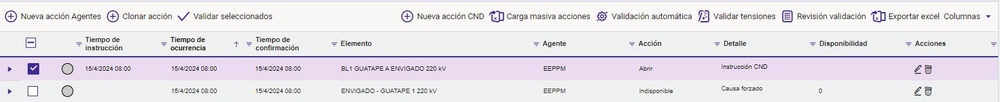 Nueva acción Agentes Clonar acción Validar seleccionados Nueva acción CND Carga masiva acciones Validación automática Validar tensiones Revisión validación Exportar excel Columnas
Tiempo de instrucción Tiempo de ocurrencia Tiempo de confirmación Elemento Agente Acción Detalle Disponibilidad Acciones
15/4/2024 08:00 15/4/2024 08:00 15/4/2024 08:00 BL1 GUATAPE A ENVIGADO 220 kV EEPPM Abrir Instrucción CND
15/4/2024 08:00 15/4/2024 08:00 ENVIGADO - GUATAPE 1 220 kV EEPPM Indisponible Causa forzado 0